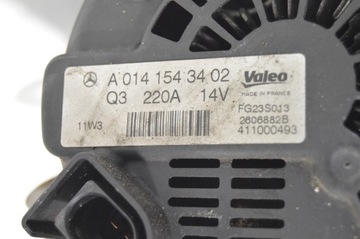 A 014 154 34 02 Valeo
Q3 220A 14V MADE IN FRANCE
FG23S013
11W3 2606882B
411000493